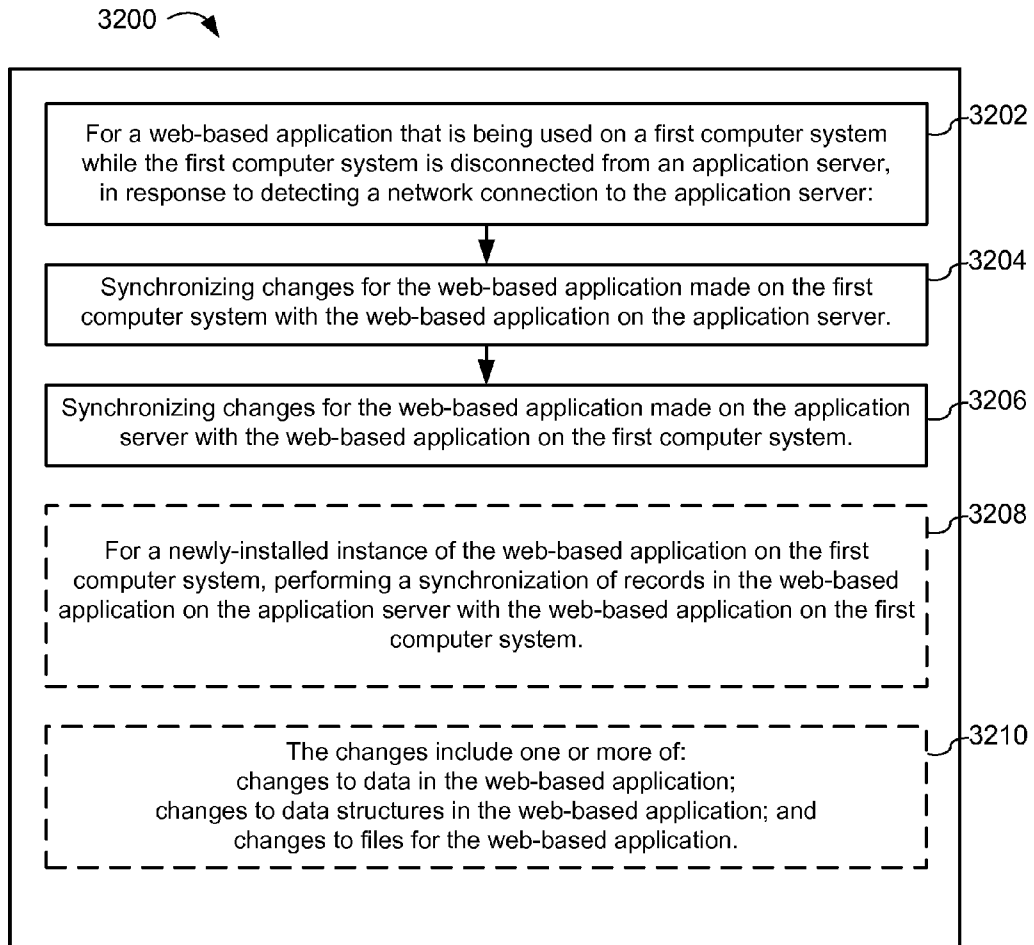 3200
For a web-based application that is being used on a first computer system
while the first computer system is disconnected from an application server,
in response to detecting a network connection to the application server:
3202
Synchronizing changes for the web-based application made on the first
computer system with the web-based application on the application server.
3204
Synchronizing changes for the web-based application made on the application
server with the web-based application on the first computer system.
3206
For a newly-installed instance of the web-based application on the first
computer system, performing a synchronization of records in the web-based
application on the application server with the web-based application on the first
computer system.
3208
The changes include one or more of:
changes to data in the web-based application;
changes to data structures in the web-based application; and
changes to files for the web-based application.
3210